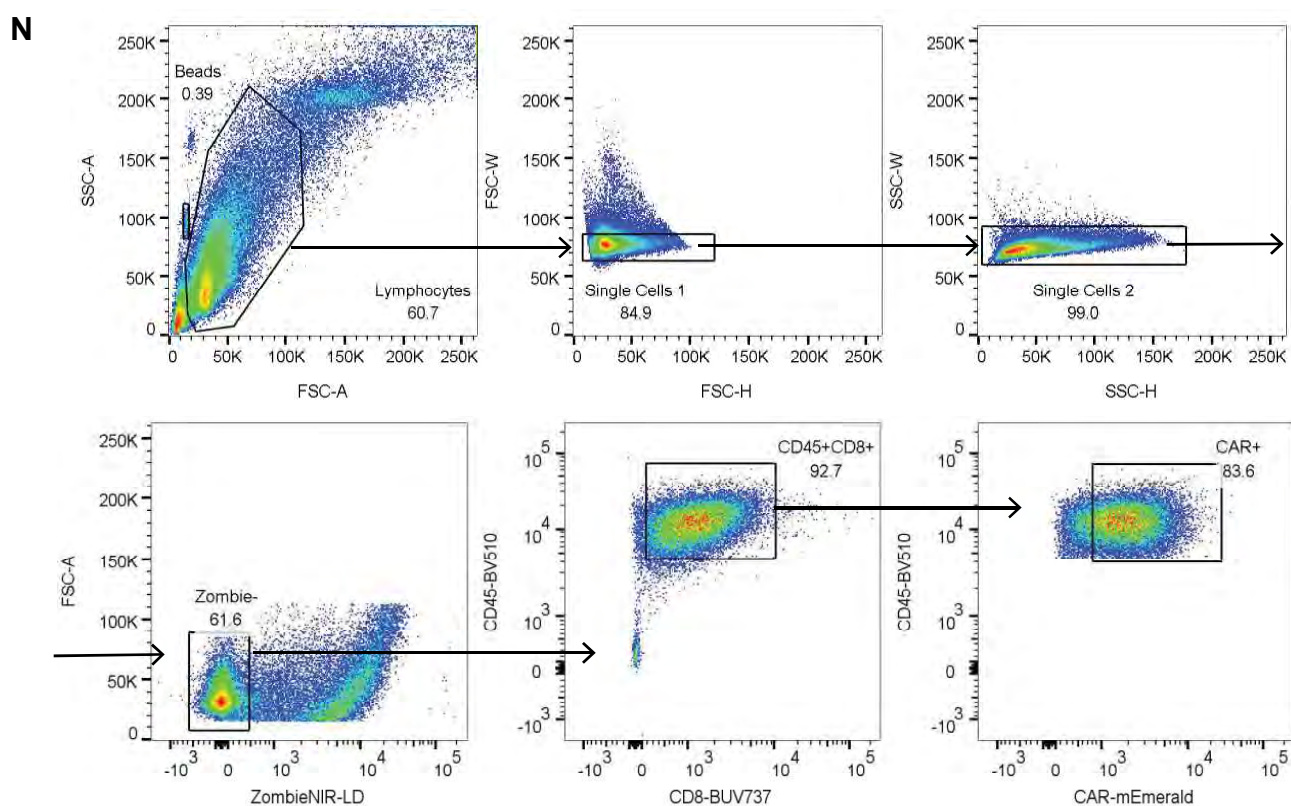 N
250K
200K
150K
100K
50K
0
SSC-A
Beads
0.39
Lymphocytes
60.7
0 50K 100K 150K 200K 250K
FSC-A
250K
200K
150K
100K
50K
0
FSC-W
Single Cells 1
84.9
0 50K 100K 150K 200K 250K
FSC-H
250K
200K
150K
100K
50K
0
SSC-W
Single Cells 2
99.0
0 50K 100K 150K 200K 250K
SSC-H
250K
200K
150K
100K
50K
0
FSC-A
Zombie-
61.6
-10³ 0 10³ 10⁴ 10⁵
ZombieNIR-LD
10⁵
10⁴
10³
0
-10³
CD45-BV510
CD45+CD8+
92.7
-10³ 0 10³ 10⁴ 10⁵
CD8-BUV737
10⁵
10⁴
10³
0
-10³
CD45-BV510
CAR+
83.6
-10³ 0 10³ 10⁴ 10⁵
CAR-mEmerald